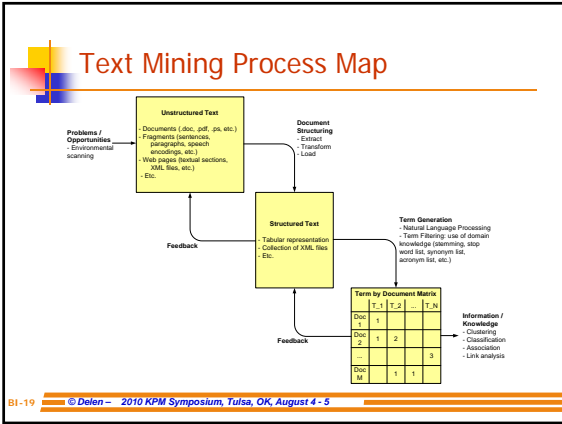 Text Mining Process Map
Problems /
Opportunities
- Environmental
scanning
Unstructured Text
- Documents (.doc, .pdf, .ps, etc.)
- Fragments (sentences,
paragraphs, speech
encodings, etc.)
- Web pages (textual sections,
XML files, etc.)
- Etc.
Document
Structuring
- Extract
- Transform
- Load
Structured Text
- Tabular representation
- Collection of XML files
- Etc.
Feedback
Term Generation
- Natural Language Processing
- Term Filtering: use of domain
knowledge (stemming, stop
word list, synonym list,
acronym list, etc.)
Term by Document Matrix
T_1 T_2 ... T_N
Doc
1 1
Doc
2 1 2
... 3
Doc
M 1 1
Feedback
Information /
Knowledge
- Clustering
- Classification
- Association
- Link analysis
BI-19 © Delen – 2010 KPM Symposium, Tulsa, OK, August 4 - 5